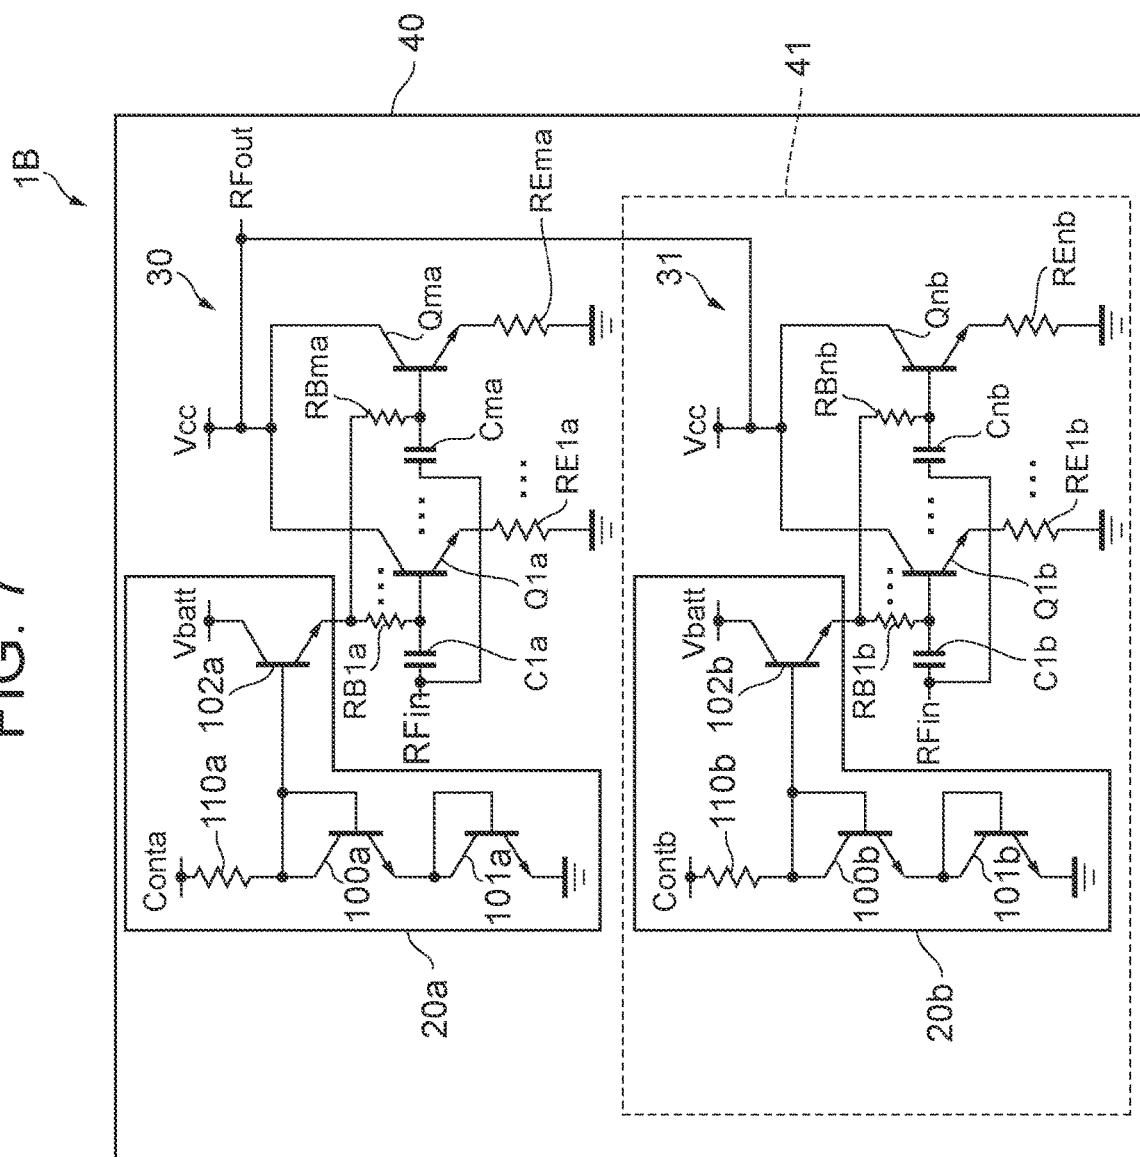 FIG. 7
1B
40
41
RFout
30
Vcc
Vbatt
Conta
110a
102a
100a
101a
20a
RB1a
RBma
Qma
REma
Cma
RE1a
Q1a
C1a
RFin
31
Vcc
Vbatt
Contb
110b
102b
100b
101b
20b
RB1b
RBnb
Qnb
REnb
Cnb
RE1b
Q1b
C1b
RFin